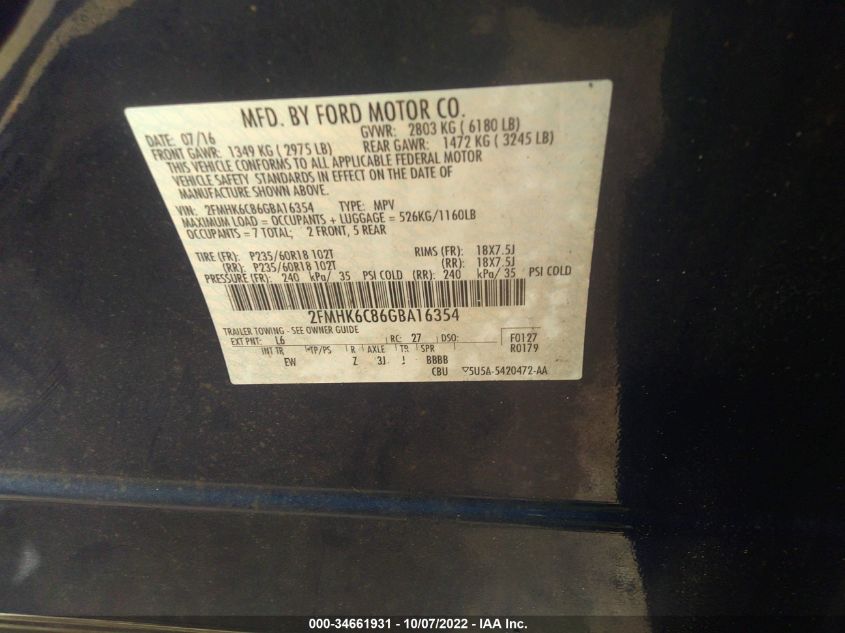 MFD. BY FORD MOTOR CO.
DATE: 07/16 GVWR: 2803 KG ( 6180 LB)
FRONT GAWR: 1349 KG ( 2975 LB) REAR GAWR: 1472 KG ( 3245 LB)
THIS VEHICLE CONFORMS TO ALL APPLICABLE FEDERAL MOTOR
VEHICLE SAFETY STANDARDS IN EFFECT ON THE DATE OF
MANUFACTURE SHOWN ABOVE.
VIN: 2FMHK6C86GBA16354 TYPE: MPV
MAXIMUM LOAD = OCCUPANTS + LUGGAGE = 526KG/1160LB
OCCUPANTS = 7 TOTAL; 2 FRONT, 5 REAR
TIRE (FR): P235/60R18 102T RIMS (FR): 18X7.5J
(RR): P235/60R18 102T (RR): 18X7.5J
PRESSURE (FR): 240 kPa/ 35 PSI COLD (RR): 240 kPa/ 35 PSI COLD
2FMHK6C86GBA16354
TRAILER TOWING - SEE OWNER GUIDE
EXT PNT: L6 RC: 27 DSO: F0127
INT TR TP/PS R AXLE TR SPR R0179
EW Z 3J J BBBB
CBU ▽5U5A-5420472-AA
000-34661931 - 10/07/2022 - IAA Inc.